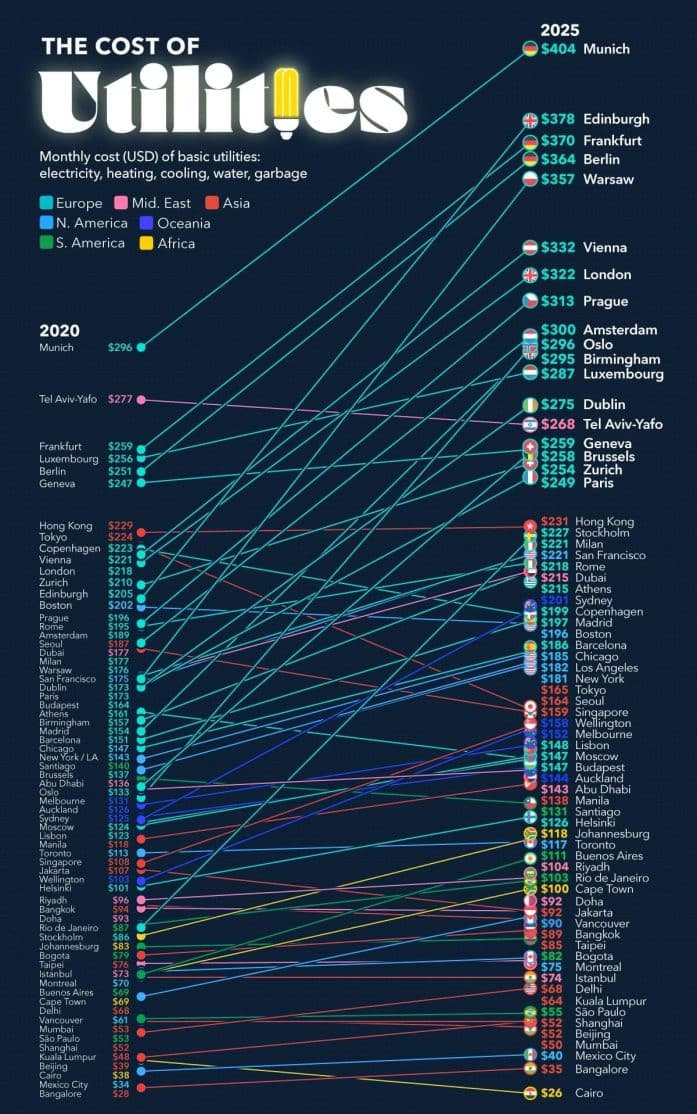 THE COST OF
Utilities
Monthly cost (USD) of basic utilities:
electricity, heating, cooling, water, garbage
Europe Mid. East Asia
N. America Oceania
S. America Africa
2020
Munich $296
Tel Aviv-Yafo $277
Frankfurt $259
Luxembourg $256
Berlin $251
Geneva $247
Hong Kong $229
Tokyo $224
Copenhagen $223
Vienna $221
London $218
Zurich $210
Edinburgh $205
Boston $202
Prague $196
Rome $195
Amsterdam $189
Seoul $187
Dubai $177
Milan $177
Warsaw $176
San Francisco $175
Dublin $173
Paris $173
Budapest $164
Athens $161
Birmingham $157
Madrid $154
Barcelona $151
Chicago $147
New York / LA $143
Santiago $140
Brussels $137
Abu Dhabi $136
Oslo $133
Melbourne $131
Auckland $126
Sydney $125
Moscow $124
Lisbon $123
Manila $118
Toronto $113
Singapore $108
Jakarta $107
Wellington $103
Helsinki $101
Riyadh $96
Bangkok $94
Doha $93
Rio de Janeiro $87
Stockholm $86
Johannesburg $83
Bogota $79
Taipei $76
Istanbul $73
Montreal $70
Buenos Aires $69
Cape Town $69
Delhi $68
Vancouver $61
Mumbai $53
São Paulo $53
Shanghai $52
Kuala Lumpur $48
Beijing $39
Cairo $38
Mexico City $34
Bangalore $28
2025
$404 Munich
$378 Edinburgh
$370 Frankfurt
$364 Berlin
$357 Warsaw
$332 Vienna
$322 London
$313 Prague
$300 Amsterdam
$296 Oslo
$295 Birmingham
$287 Luxembourg
$275 Dublin
$268 Tel Aviv-Yafo
$259 Geneva
$258 Brussels
$254 Zurich
$249 Paris
$231 Hong Kong
$227 Stockholm
$221 Milan
$221 San Francisco
$218 Rome
$215 Dubai
$215 Athens
$201 Sydney
$199 Copenhagen
$197 Madrid
$196 Boston
$186 Barcelona
$185 Chicago
$182 Los Angeles
$181 New York
$165 Tokyo
$164 Seoul
$159 Singapore
$158 Wellington
$152 Melbourne
$148 Lisbon
$147 Moscow
$147 Budapest
$144 Auckland
$143 Abu Dhabi
$138 Manila
$131 Santiago
$126 Helsinki
$118 Johannesburg
$117 Toronto
$111 Buenos Aires
$104 Riyadh
$103 Rio de Janeiro
$100 Cape Town
$92 Doha
$92 Jakarta
$90 Vancouver
$89 Bangkok
$85 Taipei
$82 Bogota
$75 Montreal
$74 Istanbul
$68 Delhi
$64 Kuala Lumpur
$55 São Paulo
$52 Shanghai
$52 Beijing
$50 Mumbai
$40 Mexico City
$35 Bangalore
$26 Cairo